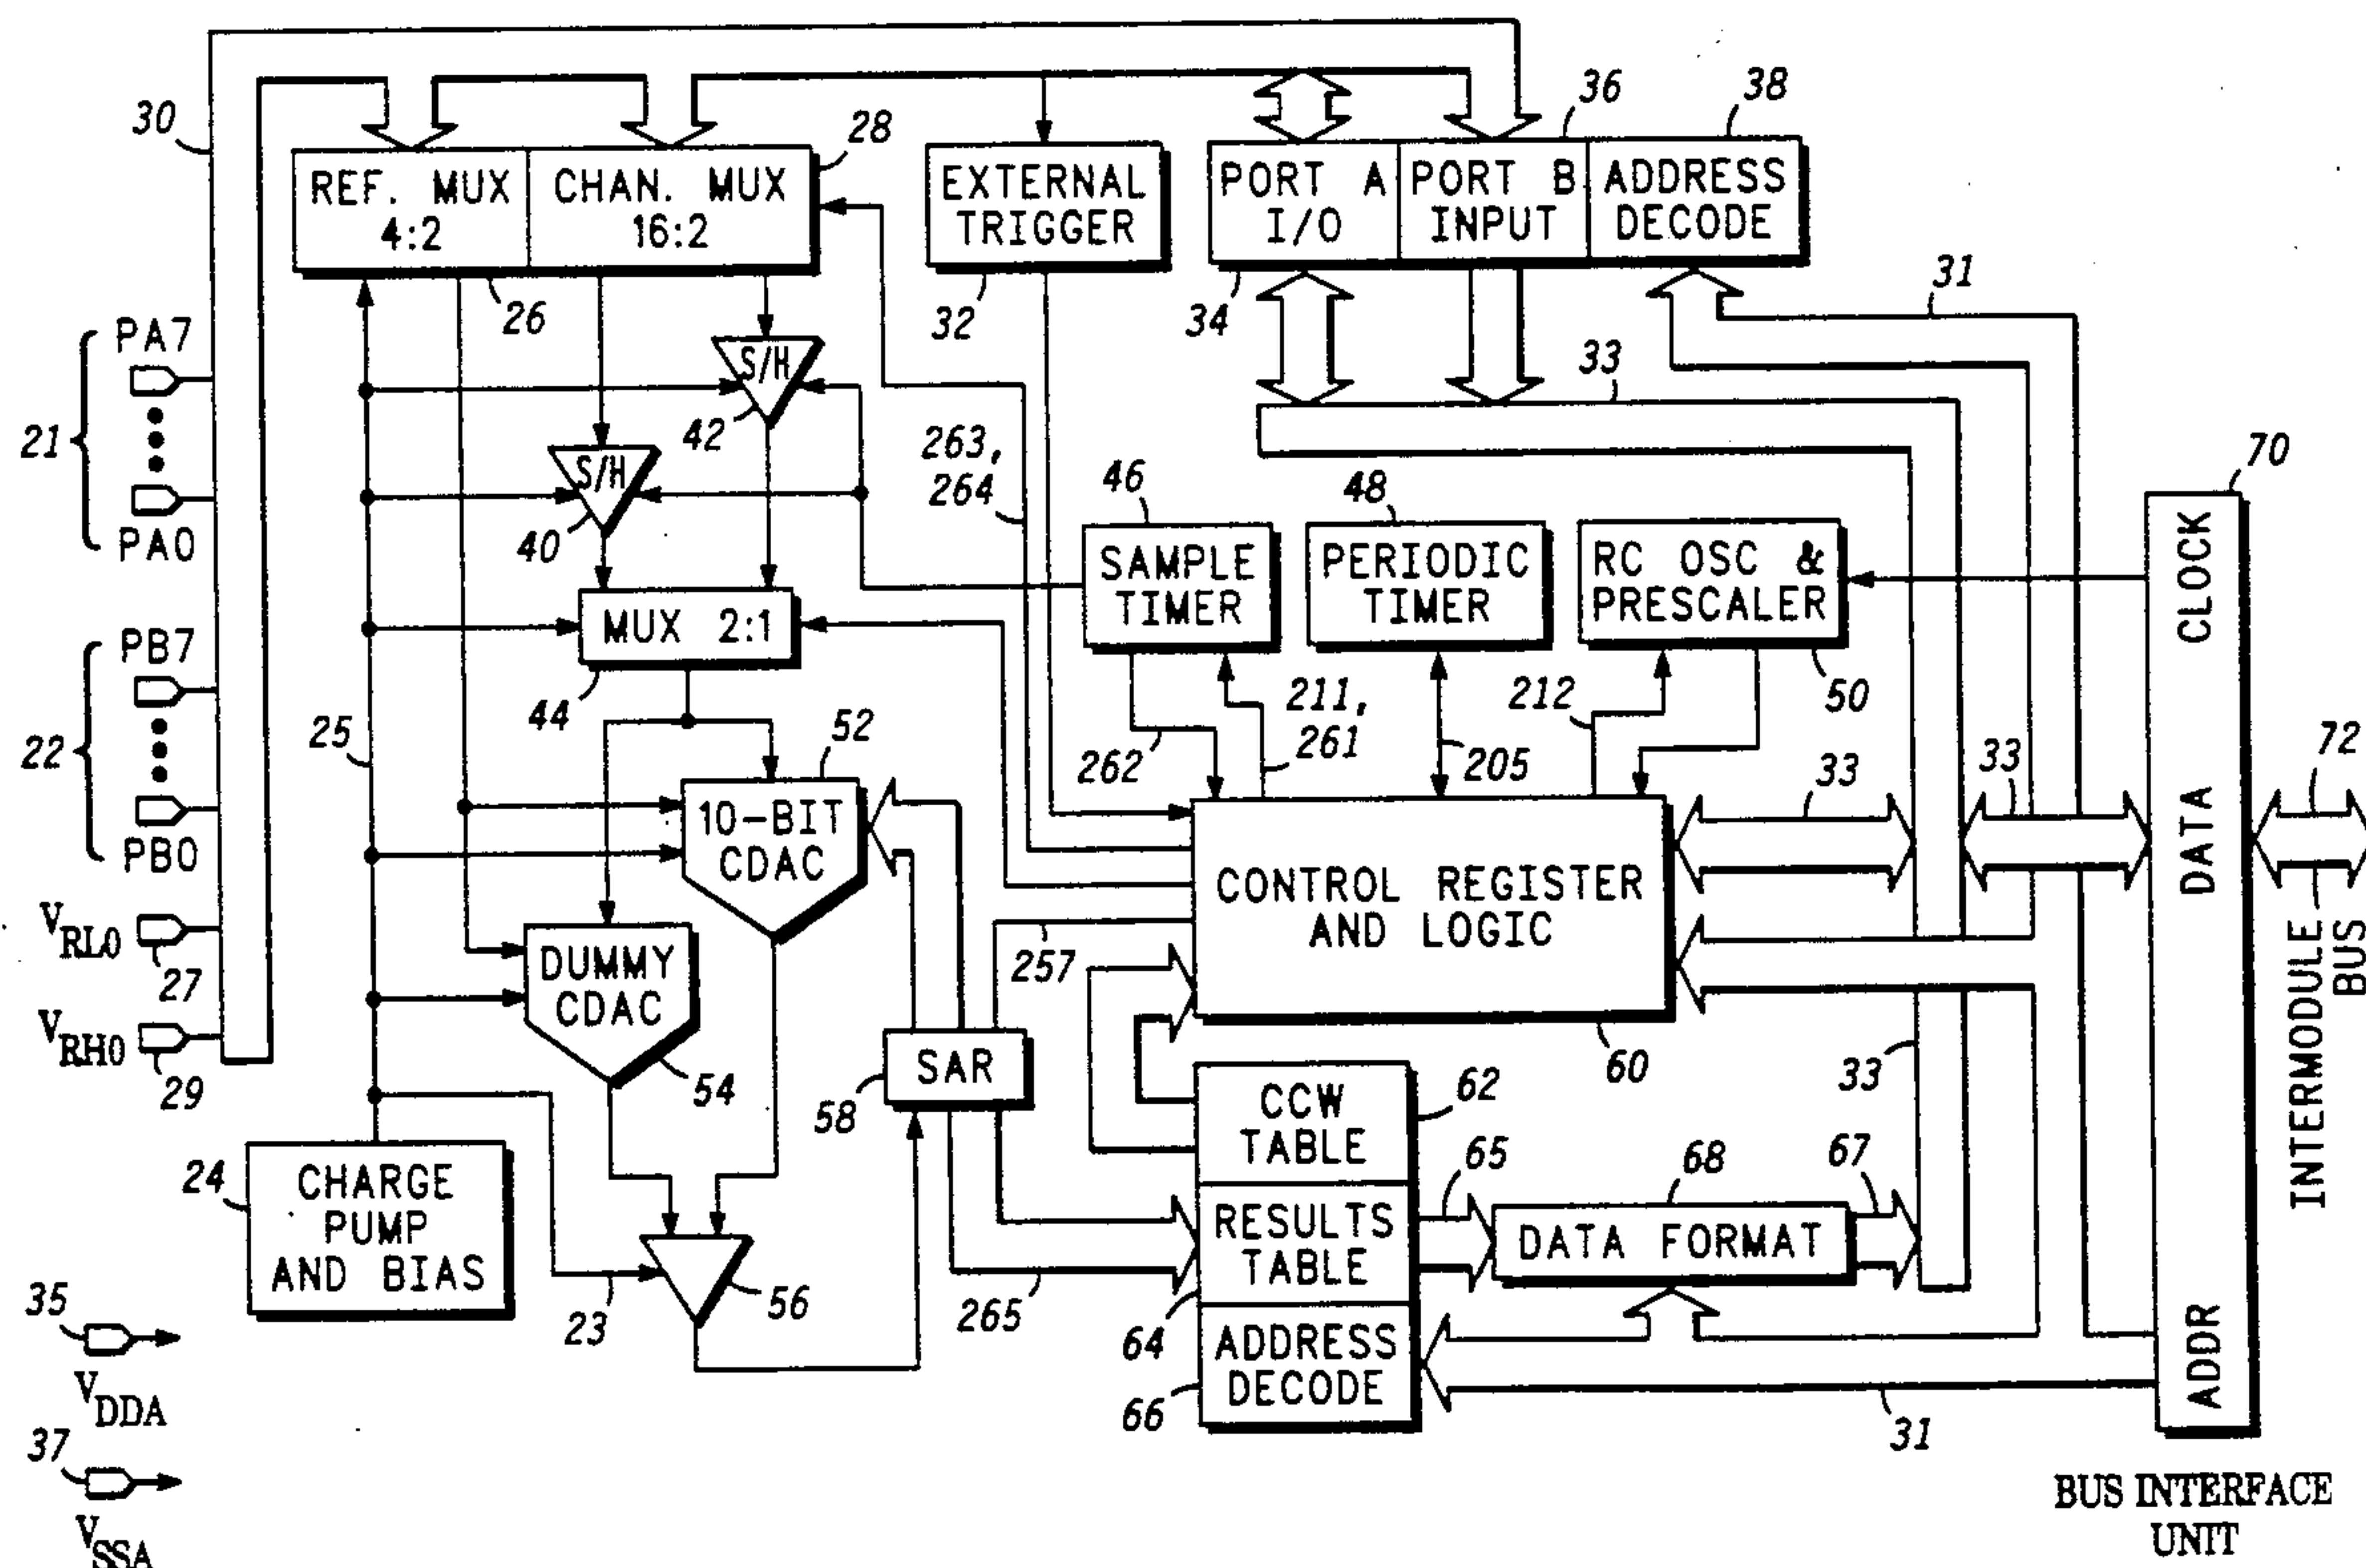 30
28
36
38
REF. MUX
4:2
CHAN. MUX
16:2
EXTERNAL
TRIGGER
PORT A
I/O
PORT B
INPUT
ADDRESS
DECODE
26
32
34
31
33
21
PA7
PA0
S/H
42
S/H
40
263,
264
46
48
70
SAMPLE
TIMER
PERIODIC
TIMER
RC OSC &
PRESCALER
CLOCK
MUX 2:1
44
22
PB7
PB0
25
52
262
211,
261
205
212
50
33
33
72
10-BIT
CDAC
CONTROL REGISTER
AND LOGIC
DATA
INTERMODULE
BUS
VRL0
27
VRH0
29
DUMMY
CDAC
54
257
SAR
58
60
33
24
CHARGE
PUMP
AND BIAS
CCW
TABLE
62
RESULTS
TABLE
65
68
67
DATA FORMAT
23
56
265
64
ADDRESS
DECODE
66
ADDR
31
35
VDDA
37
VSSA
BUS INTERFACE
UNIT